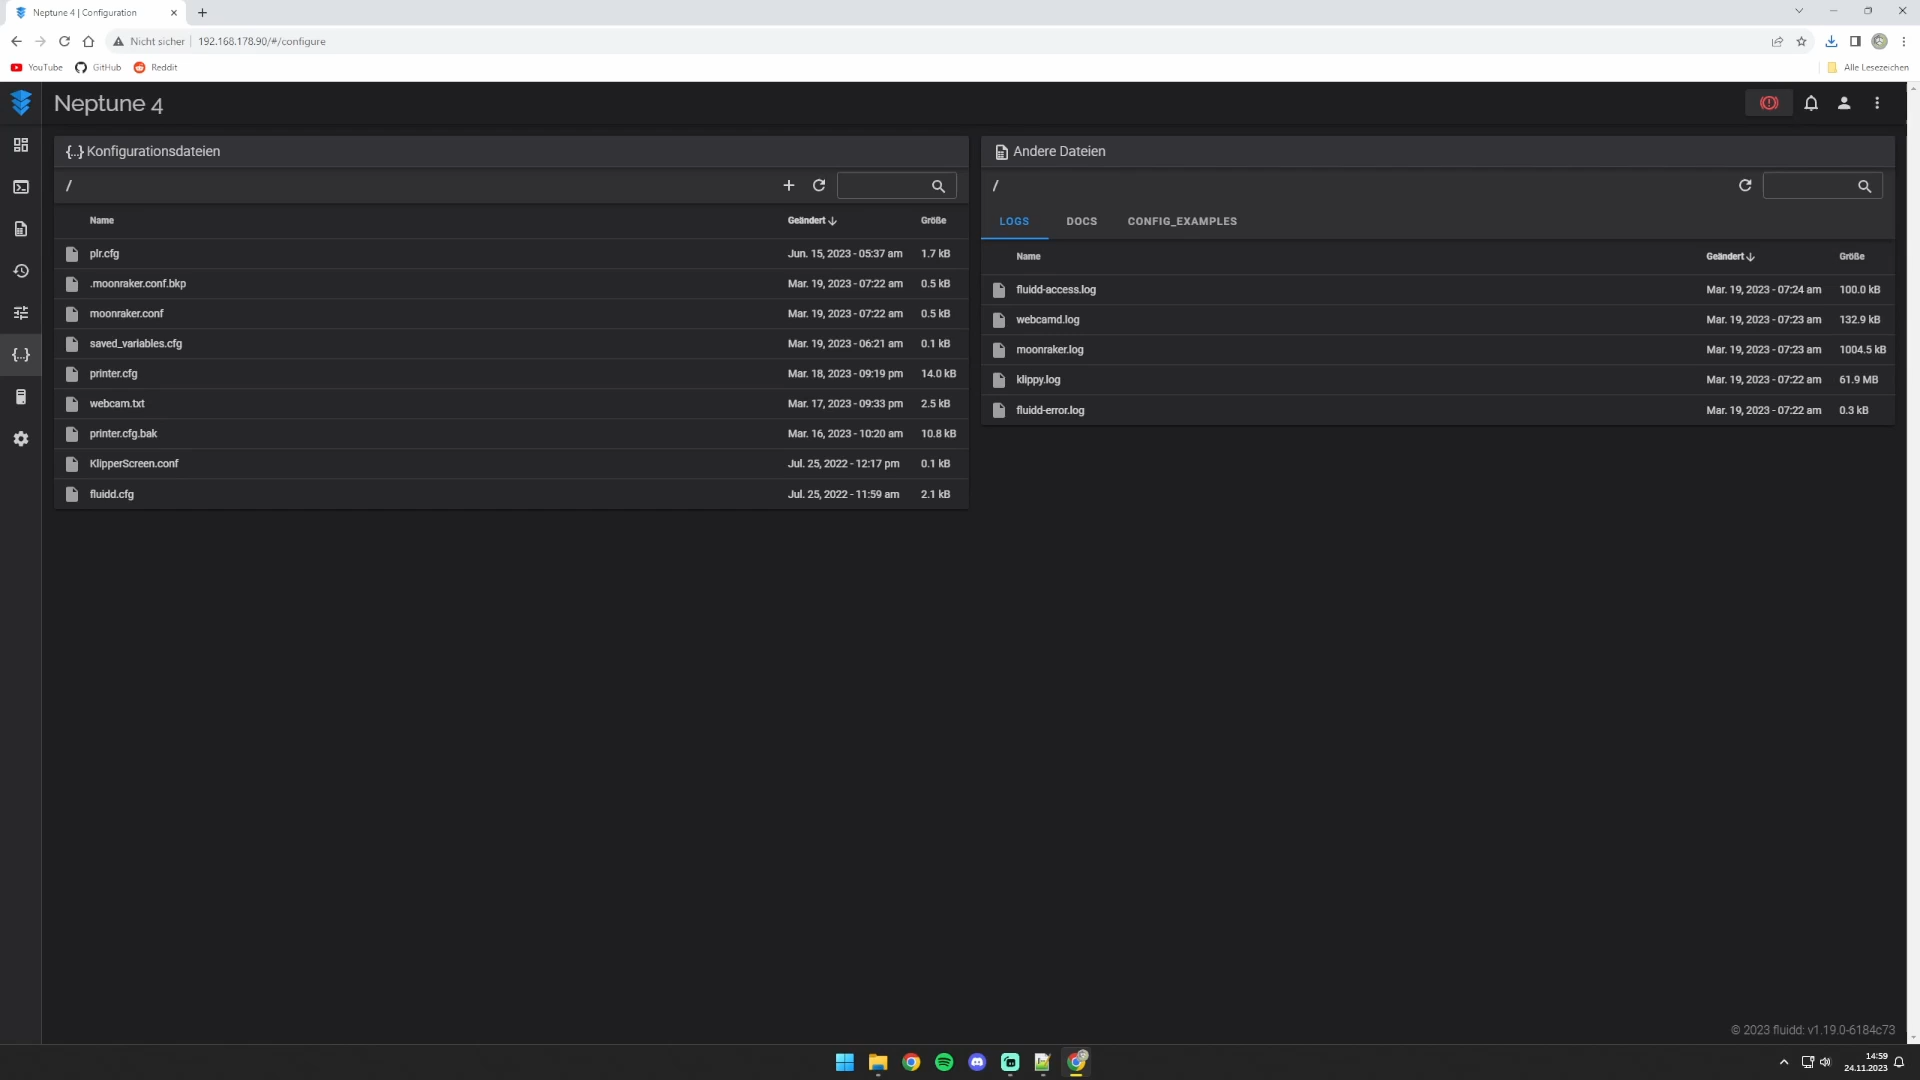 Neptune 4 | Configuration
Nicht sicher 192.168.178.90/#/configure
YouTube GitHub Reddit Alle Lesezeichen
Neptune 4
{...} Konfigurationsdateien
/
Name Geändert Größe
plr.cfg Jun. 15, 2023 - 05:37 am 1.7 kB
.moonraker.conf.bkp Mar. 19, 2023 - 07:22 am 0.5 kB
moonraker.conf Mar. 19, 2023 - 07:22 am 0.5 kB
saved_variables.cfg Mar. 19, 2023 - 06:21 am 0.1 kB
printer.cfg Mar. 18, 2023 - 09:19 pm 14.0 kB
webcam.txt Mar. 17, 2023 - 09:33 pm 2.5 kB
printer.cfg.bak Mar. 16, 2023 - 10:20 am 10.8 kB
KlipperScreen.conf Jul. 25, 2022 - 12:17 pm 0.1 kB
fluidd.cfg Jul. 25, 2022 - 11:59 am 2.1 kB
Andere Dateien
/
LOGS DOCS CONFIG_EXAMPLES
Name Geändert Größe
fluidd-access.log Mar. 19, 2023 - 07:24 am 100.0 kB
webcamd.log Mar. 19, 2023 - 07:23 am 132.9 kB
moonraker.log Mar. 19, 2023 - 07:23 am 1004.5 kB
klippy.log Mar. 19, 2023 - 07:22 am 61.9 MB
fluidd-error.log Mar. 19, 2023 - 07:22 am 0.3 kB
© 2023 fluidd: v1.19.0-6184c73
14:59
24.11.2023